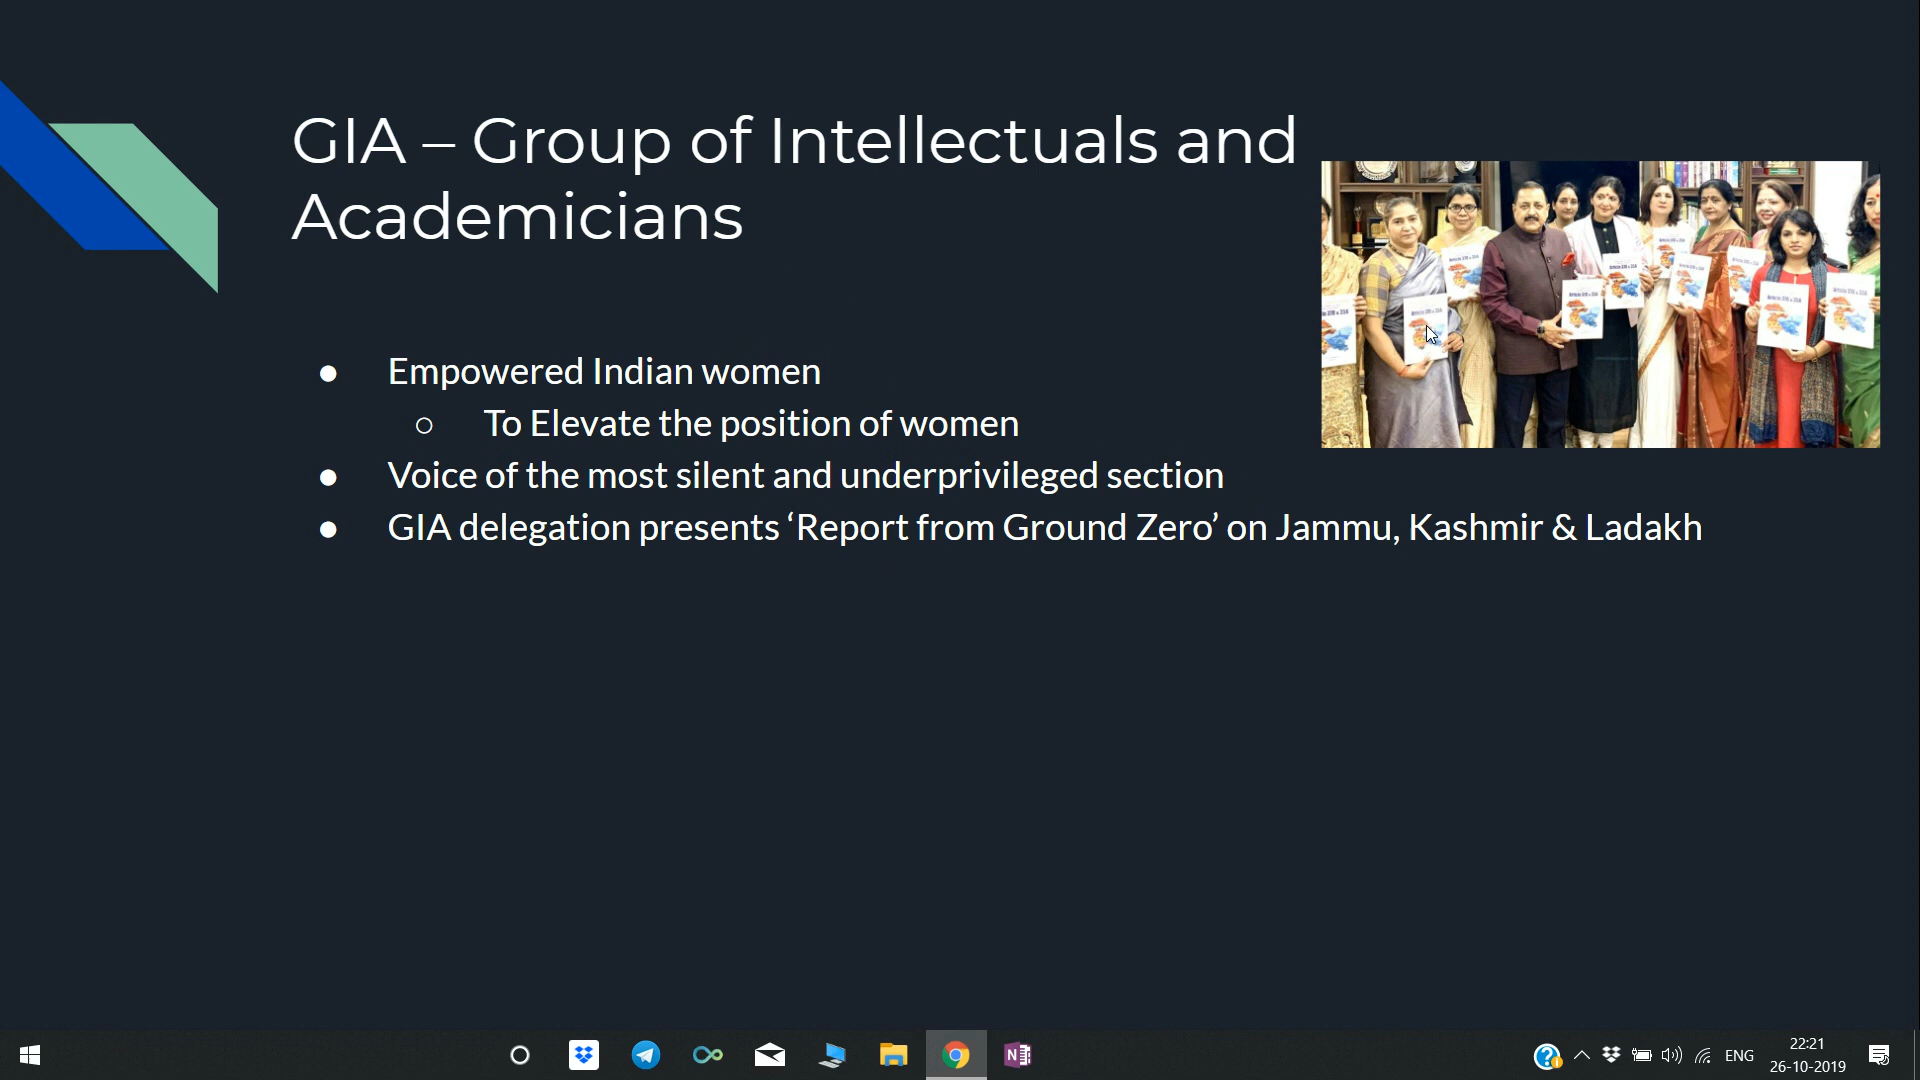 GIA – Group of Intellectuals and
Academicians
● Empowered Indian women
○ To Elevate the position of women
● Voice of the most silent and underprivileged section
● GIA delegation presents ‘Report from Ground Zero’ on Jammu, Kashmir & Ladakh
ENG
22:21
26-10-2019